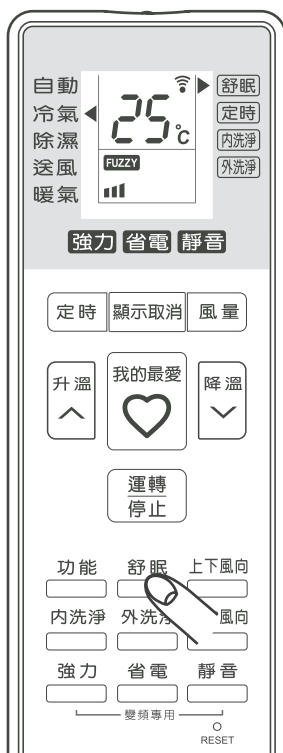 自動 舒眠
冷氣 25°C 定時
除濕 內洗淨
送風 FUZZY 外洗淨
暖氣
強力 省電 靜音
定時 顯示取消 風量
升溫 我的最愛 降溫
運轉
停止
功能 舒眠 上下風向
內洗淨 外洗 風向
強力 省電 靜音
變頻專用
RESET